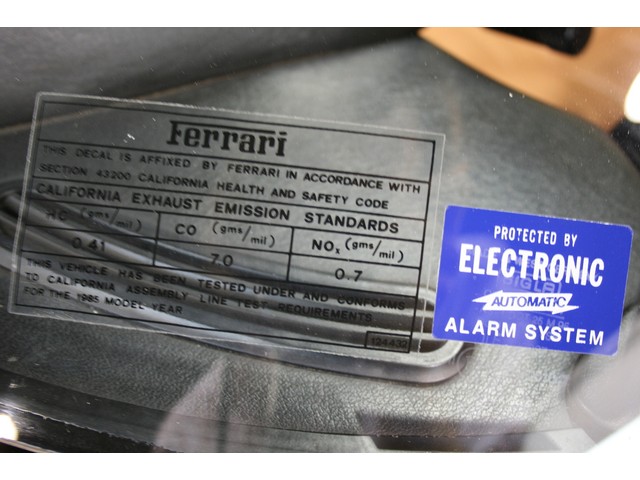 Ferrari
THIS DECAL IS AFFIXED BY FERRARI IN ACCORDANCE WITH
SECTION 43200 CALIFORNIA HEALTH AND SAFETY CODE
CALIFORNIA EXHAUST EMISSION STANDARDS
HC (gms/mil) CO (gms/mil) NOx (gms/mil)
0.41 7.0 0.7
THIS VEHICLE HAS BEEN TESTED UNDER AND CONFORMS
TO CALIFORNIA ASSEMBLY LINE TEST REQUIREMENTS
FOR THE 1985 MODEL YEAR
124432
PROTECTED BY
ELECTRONIC
AUTOMATIC
ALARM SYSTEM